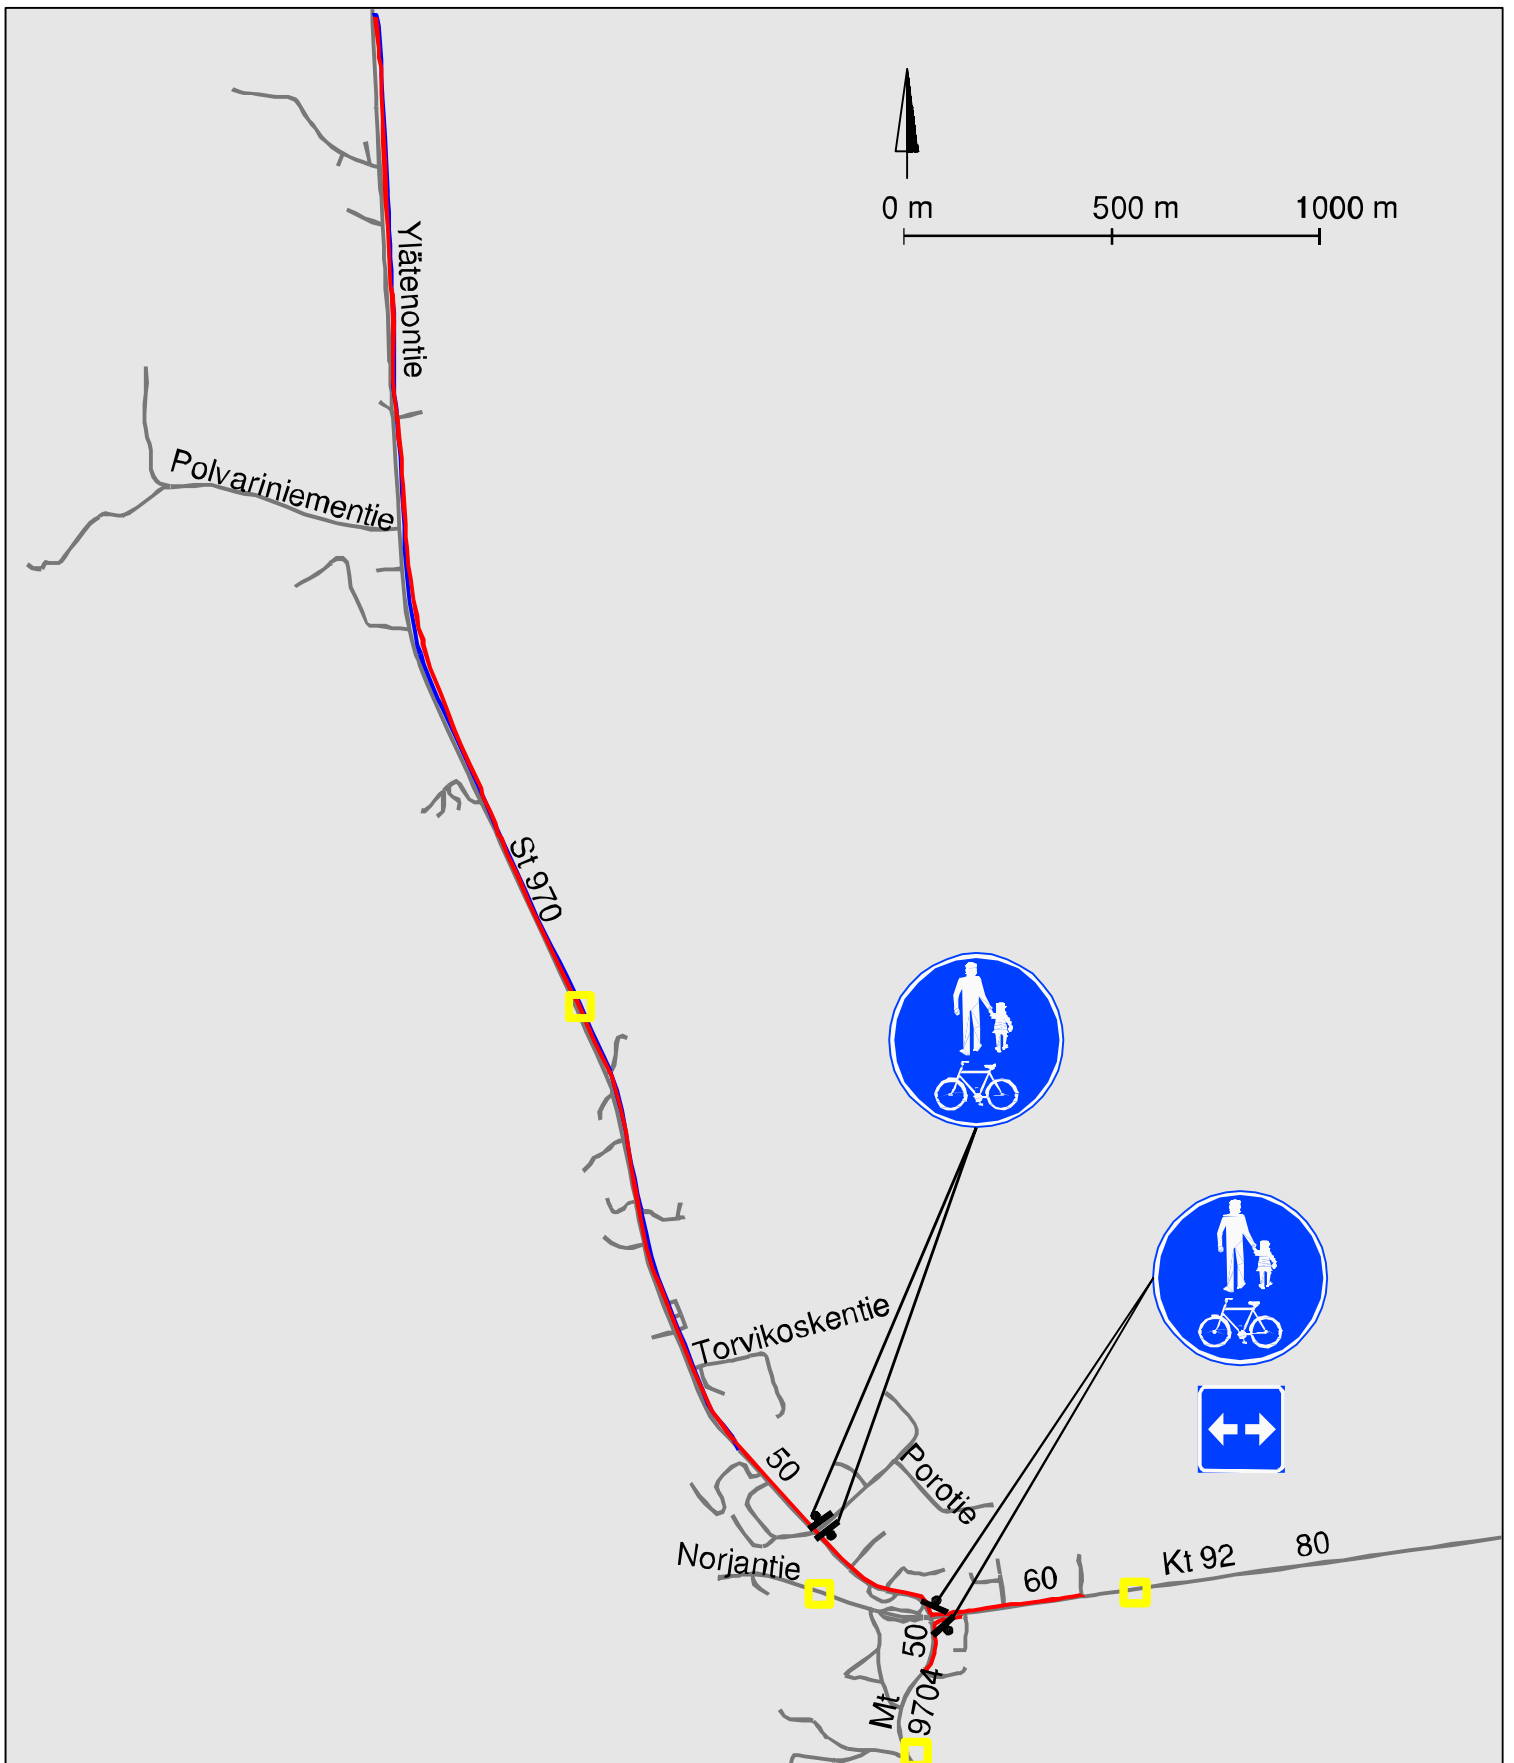 0 m 500 m 1000 m
Ylätenontie
Polvariniementie
St 970
Torvikoskentie
50
Porotie
Norjantie
60
Kt 92
80
50
Mt
9704